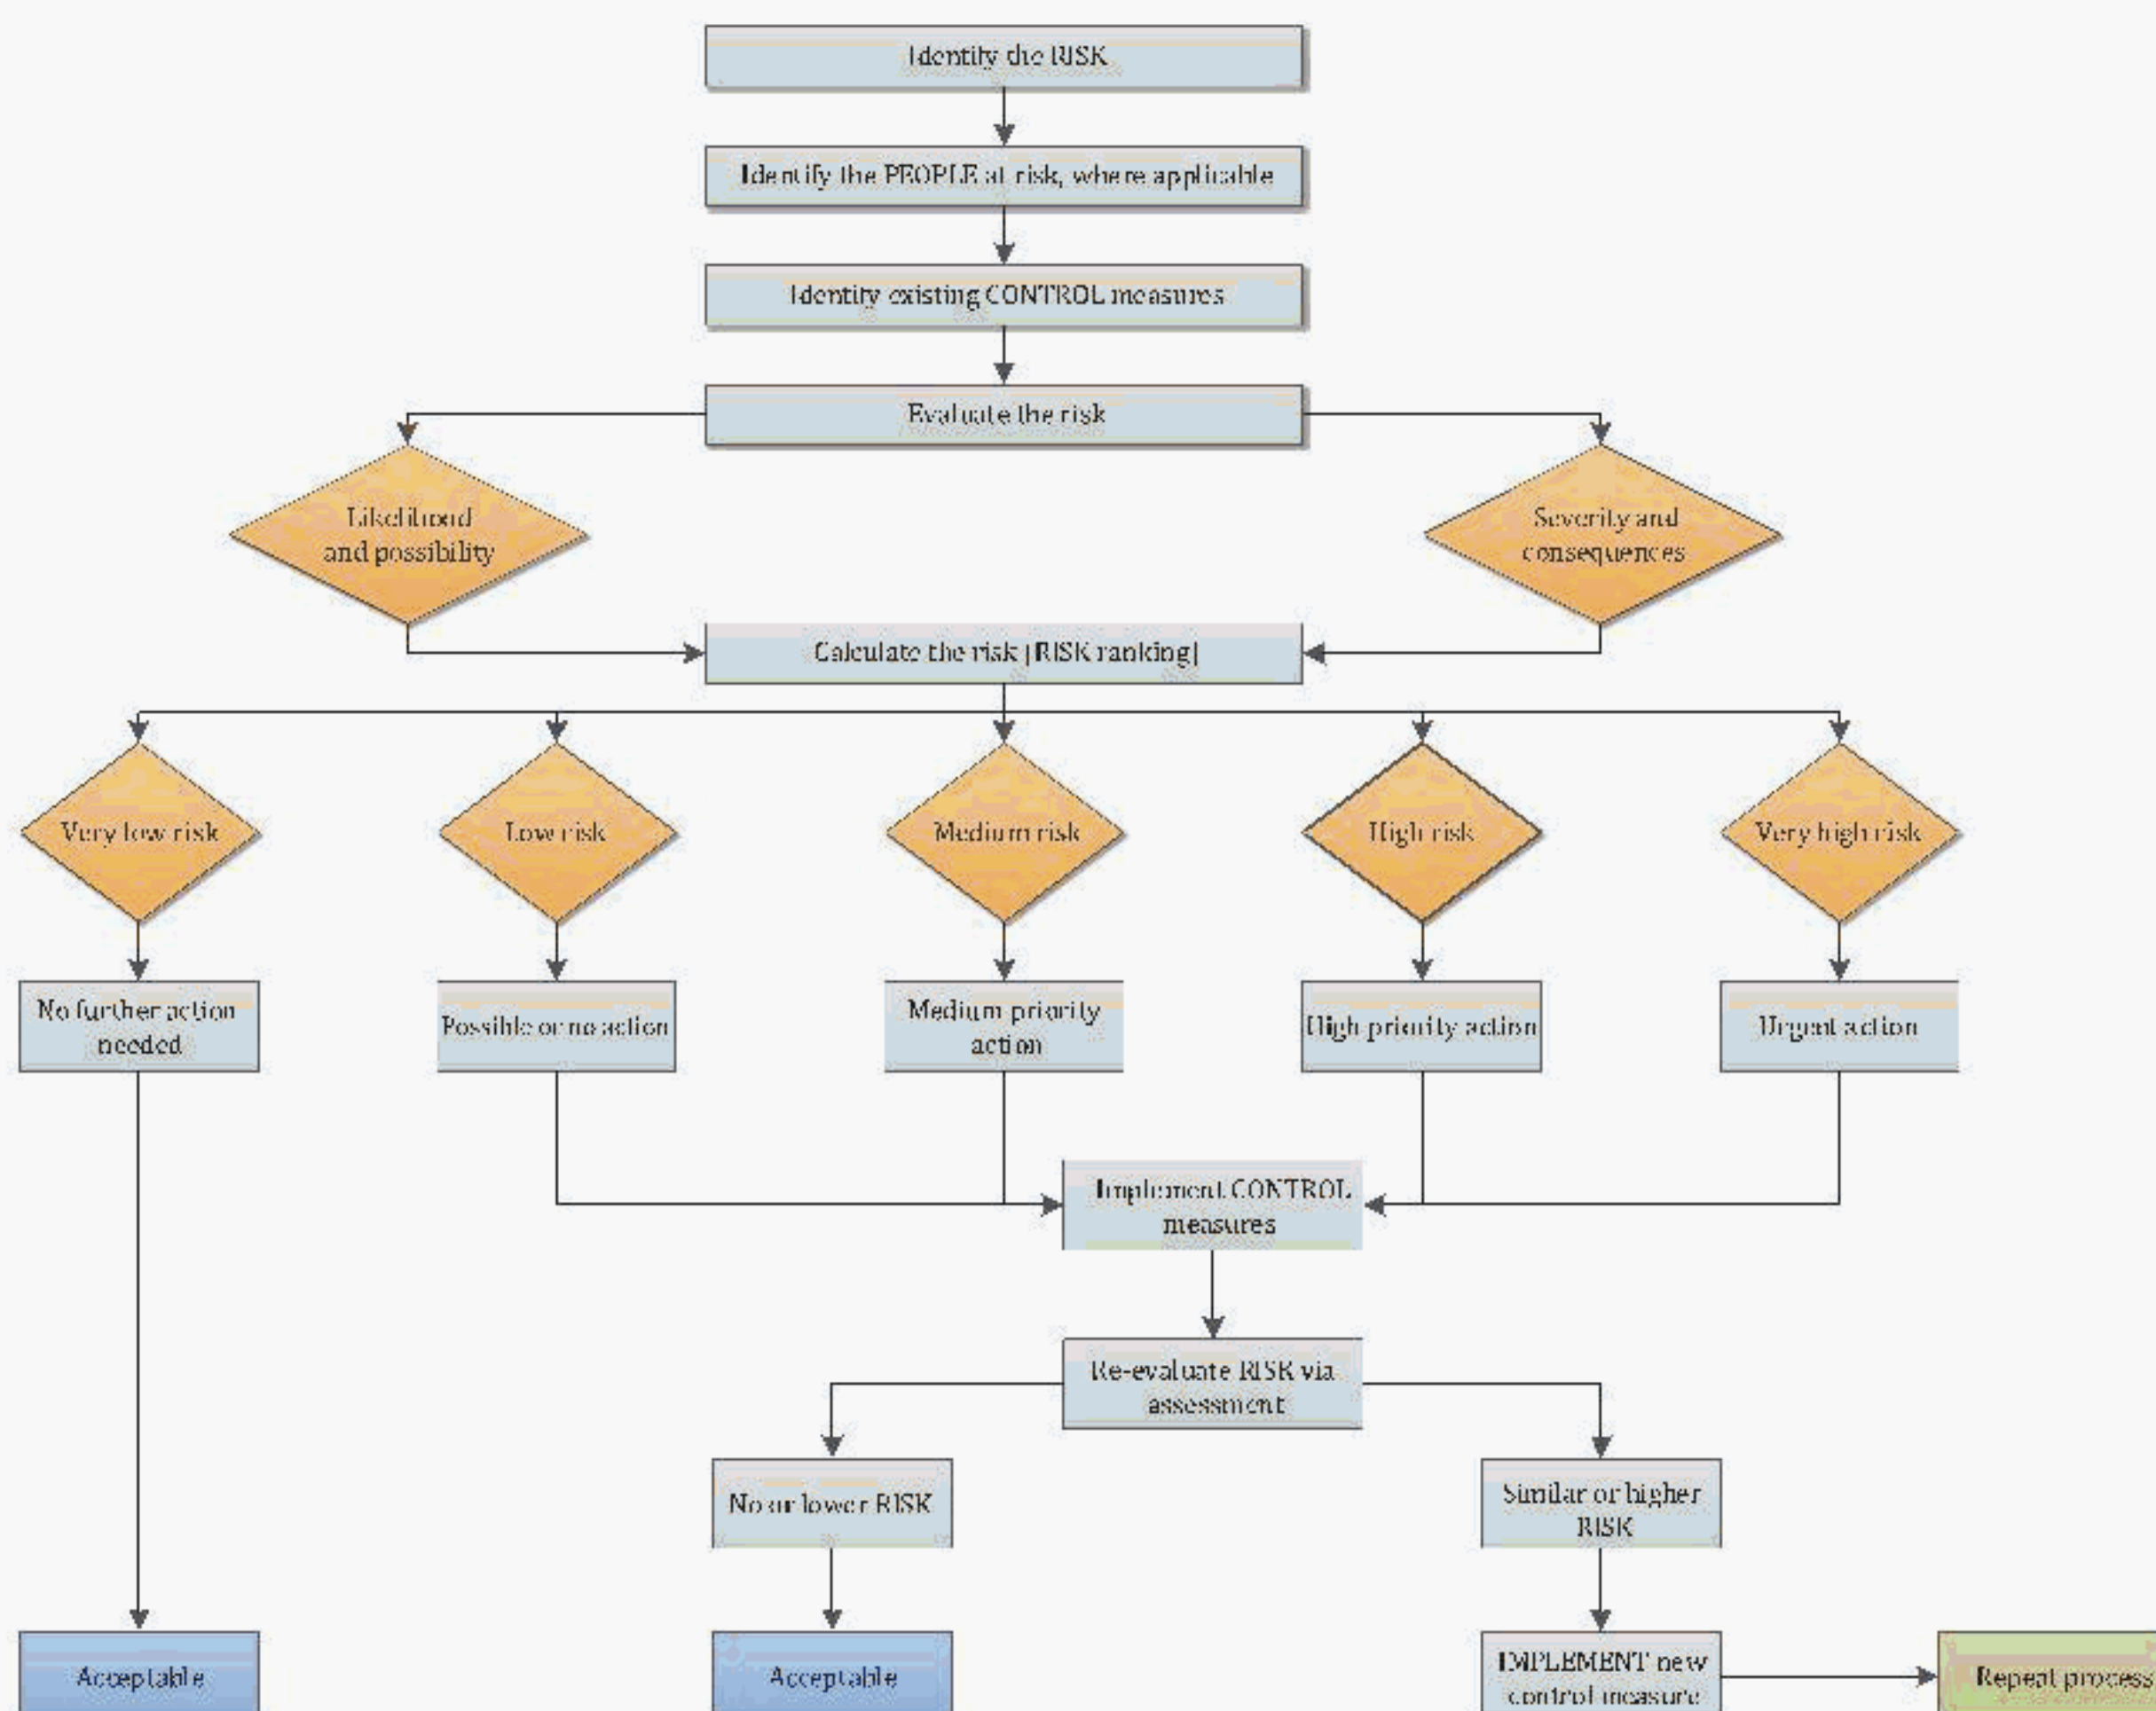 Identify the RISK
Identify the PEOPLE at risk, where applicable
Identify existing CONTROL measures
Evaluate the risk
Likelihood
and possibility
Severity and
consequences
Calculate the risk [RISK ranking]
Very low risk
Low risk
Medium risk
High risk
Very high risk
No further action
needed
Possible or no action
Medium priority
action
High priority action
Urgent action
Implement CONTROL
measures
Re-evaluate RISK via
assessment
No or lower RISK
Similar or higher
RISK
Acceptable
Acceptable
IMPLEMENT new
control measure
Repeat process